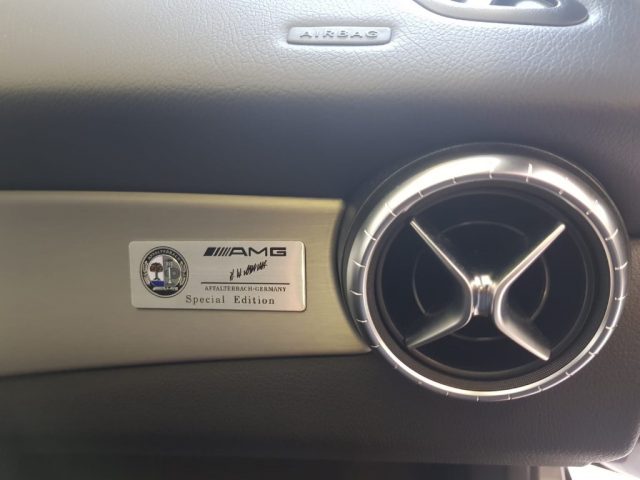 AIRBAG
AMG
AFFALTERBACH-GERMANY
Special Edition